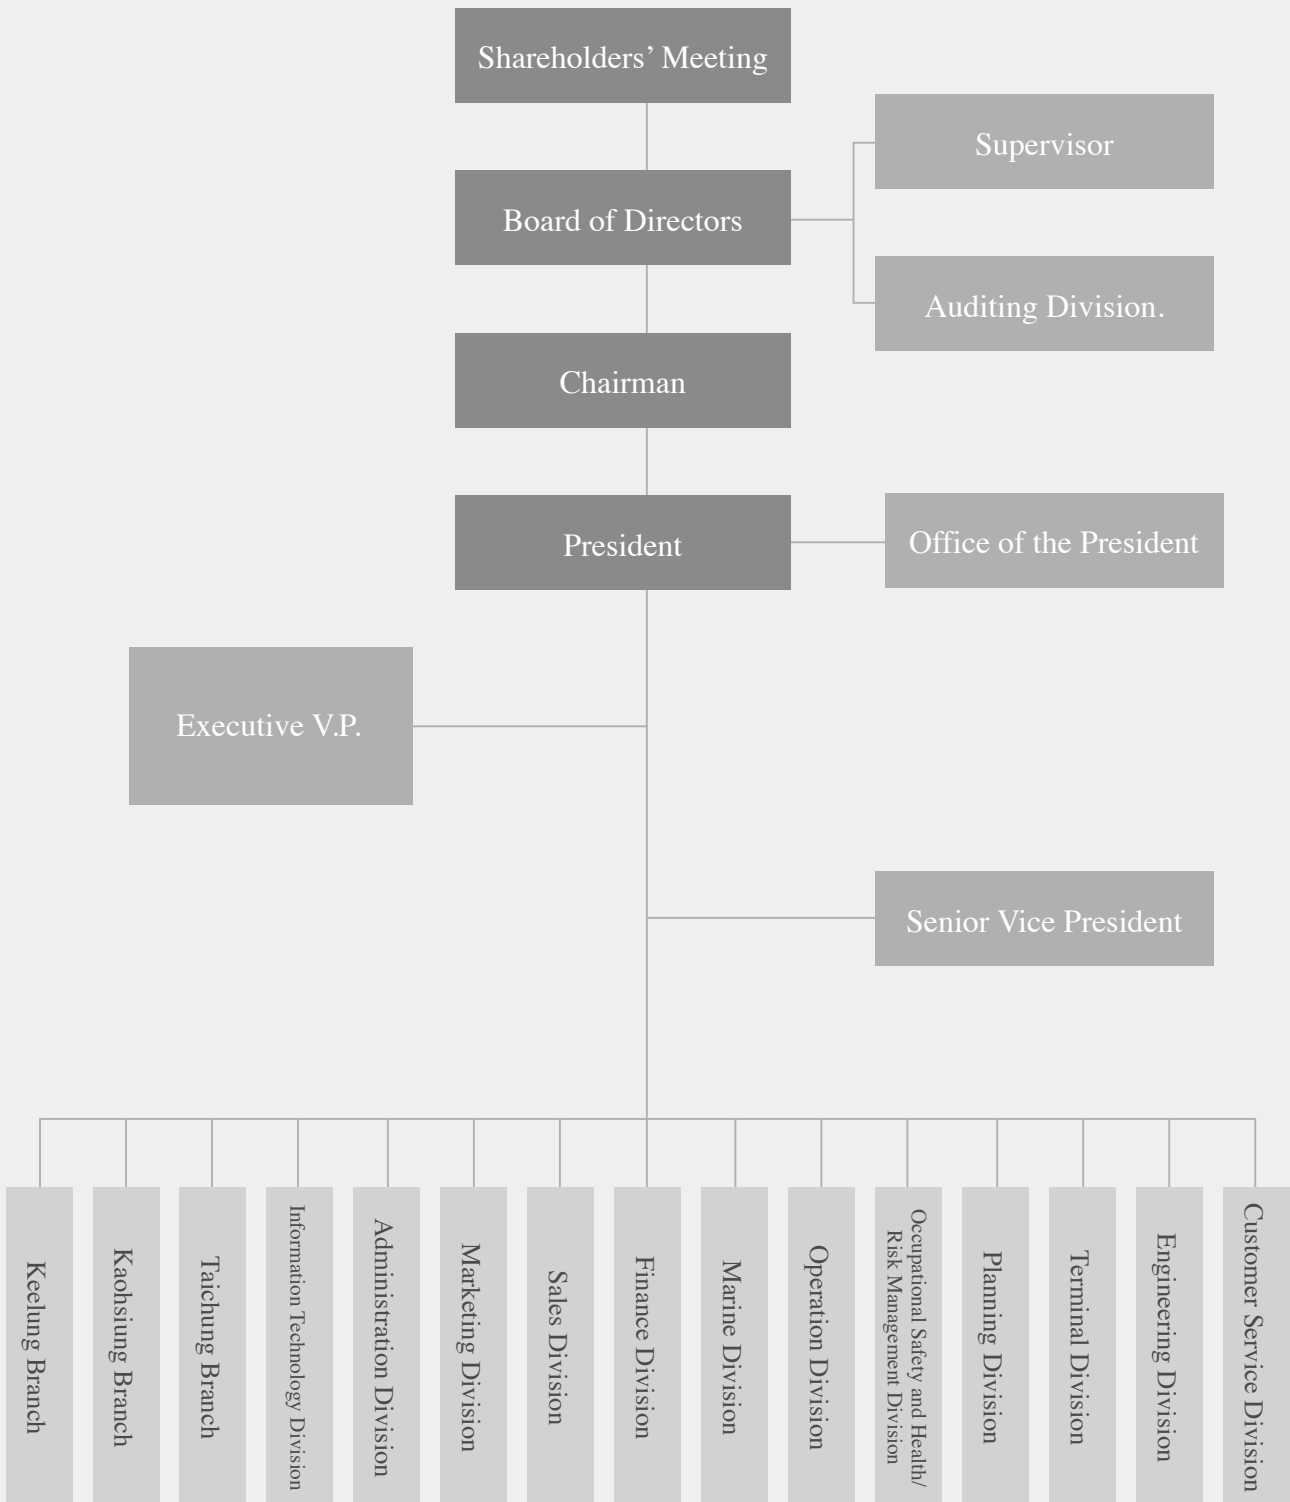 Shareholders’ Meeting
Supervisor
Board of Directors
Auditing Division.
Chairman
President
Office of the President
Executive V.P.
Senior Vice President
Keelung Branch
Kaohsiung Branch
Taichung Branch
Information Technology Division
Administration Division
Marketing Division
Sales Division
Finance Division
Marine Division
Operation Division
Occupational Safety and Health/
Risk Management Division
Planning Division
Terminal Division
Engineering Division
Customer Service Division